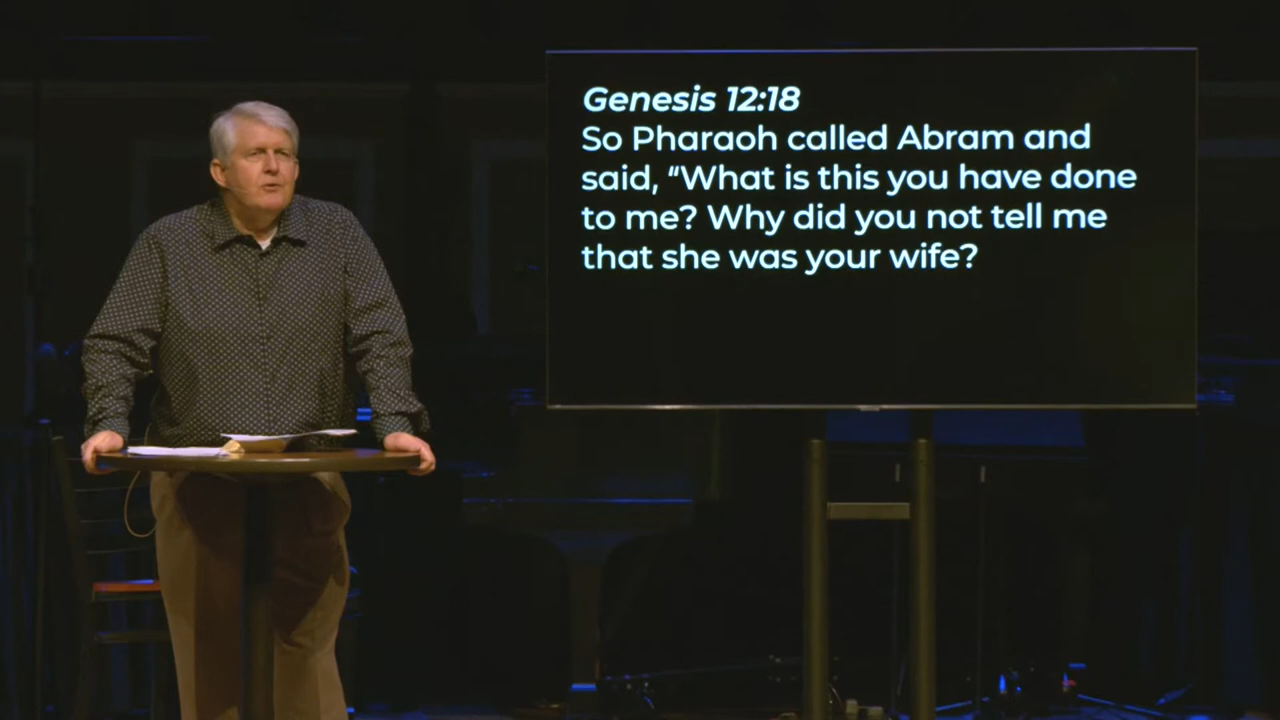 Genesis 12:18
So Pharaoh called Abram and
said, “What is this you have done
to me? Why did you not tell me
that she was your wife?